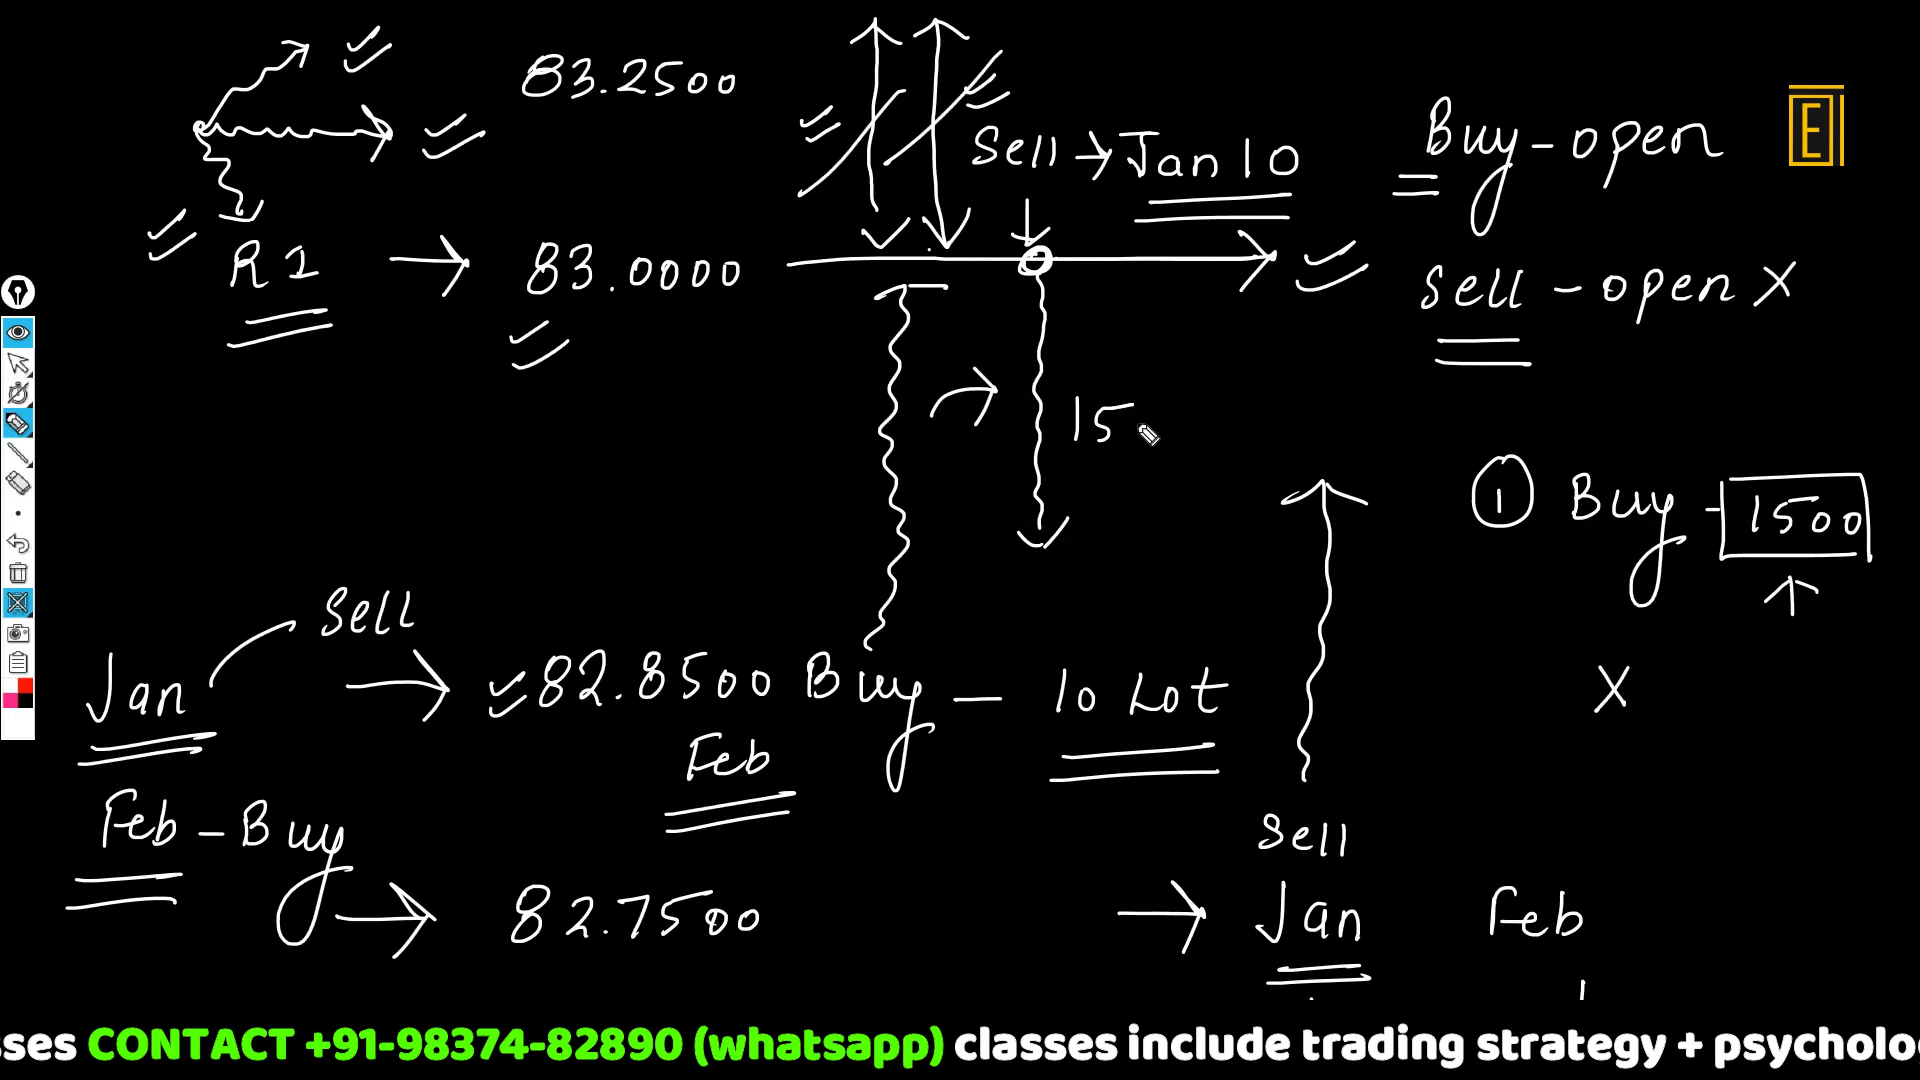 83.2500
Sell → Jan 10
Buy - open
E
R1 → 83.0000
Sell - open X
15
1 Buy - 1500
Sell
X
Jan → 82.8500 Buy - 10 Lot
Feb
Feb - Buy → 82.7500
Sell
→ Jan Feb
sses CONTACT +91-98374-82890 (whatsapp) classes include trading strategy + psycholo